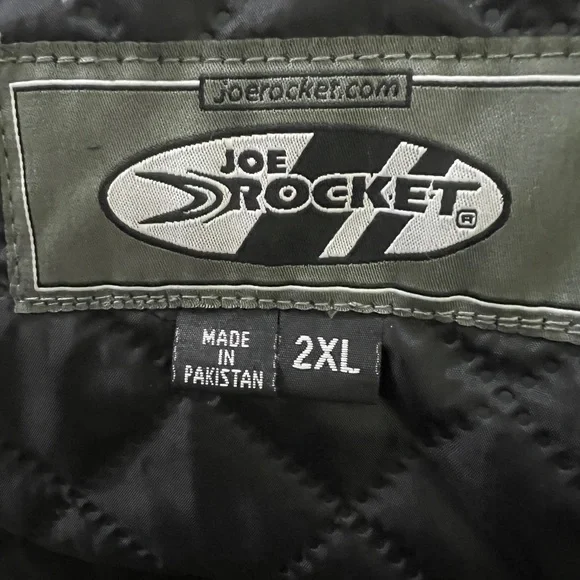 joerocket.com
JOE
ROCKET®
MADE
IN
PAKISTAN
2XL